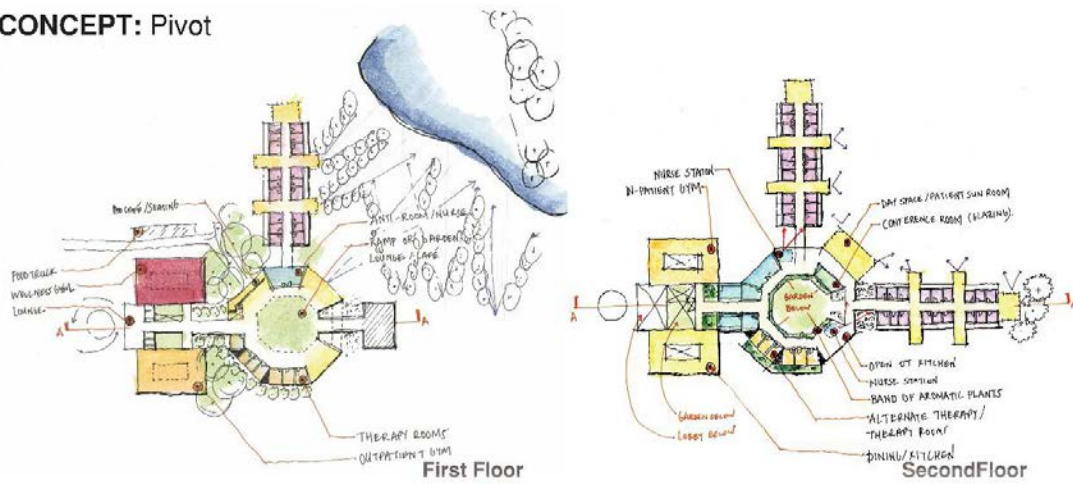 CONCEPT: Pivot
FOOD TRUCK
WELLNESS
LOUNGE
A
A
ANTI-ROOM/NURSE
RAMP OR GARDEN
LOUNGE/CAFE
THERAPY ROOMS
OUTPATIENT GYM
First Floor
NURSE STATION
IN-PATIENT GYM
DAY SPACE/PATIENT SUN ROOM
CONFERENCE ROOM (GLAZING)
GARDEN
BELOW
A
A
OPEN OT KITCHEN
NURSE STATION
BAND OF AROMATIC PLANTS
ALTERNATE THERAPY/
THERAPY ROOMS
GARDEN BELOW
LOBBY BELOW
DINING/KITCHEN
SecondFloor